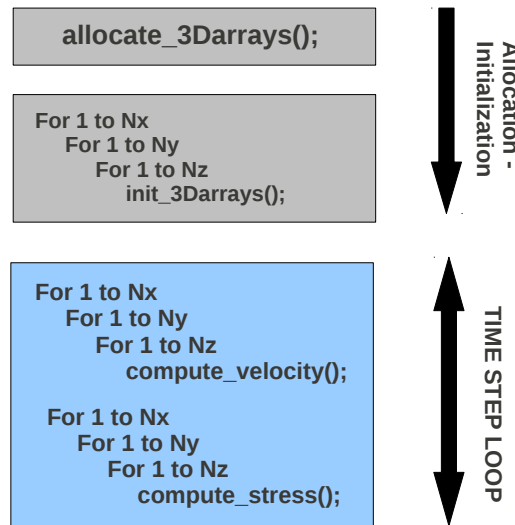 allocate_3Darrays();
For 1 to Nx
For 1 to Ny
For 1 to Nz
init_3Darrays();
Allocation -
Initialization
For 1 to Nx
For 1 to Ny
For 1 to Nz
compute_velocity();
For 1 to Nx
For 1 to Ny
For 1 to Nz
compute_stress();
TIME STEP LOOP